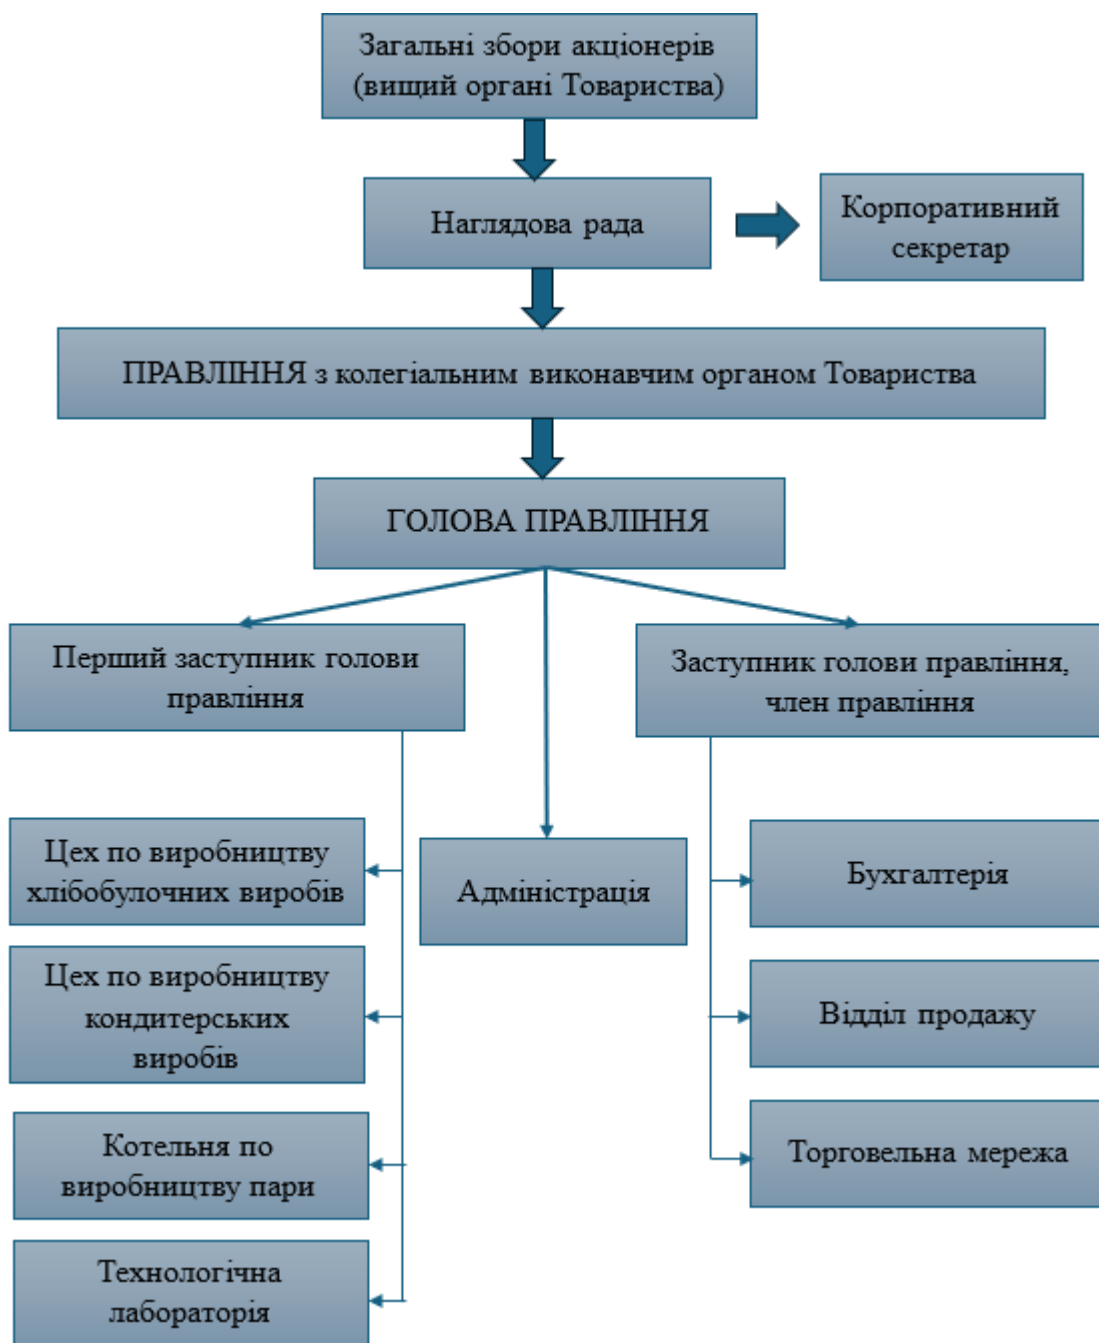 Загальні збори акціонерів
(вищий органі Товариства)
Наглядова рада
Корпоративний
секретар
ПРАВЛІННЯ з колегіальним виконавчим органом Товариства
ГОЛОВА ПРАВЛІННЯ
Перший заступник голови
правління
Заступник голови правління,
член правління
Цех по виробництву
хлібобулочних виробів
Цех по виробництву
кондитерських
виробів
Котельня по
виробництву пари
Технологічна
лабораторія
Адміністрація
Бухгалтерія
Відділ продажу
Торговельна мережа